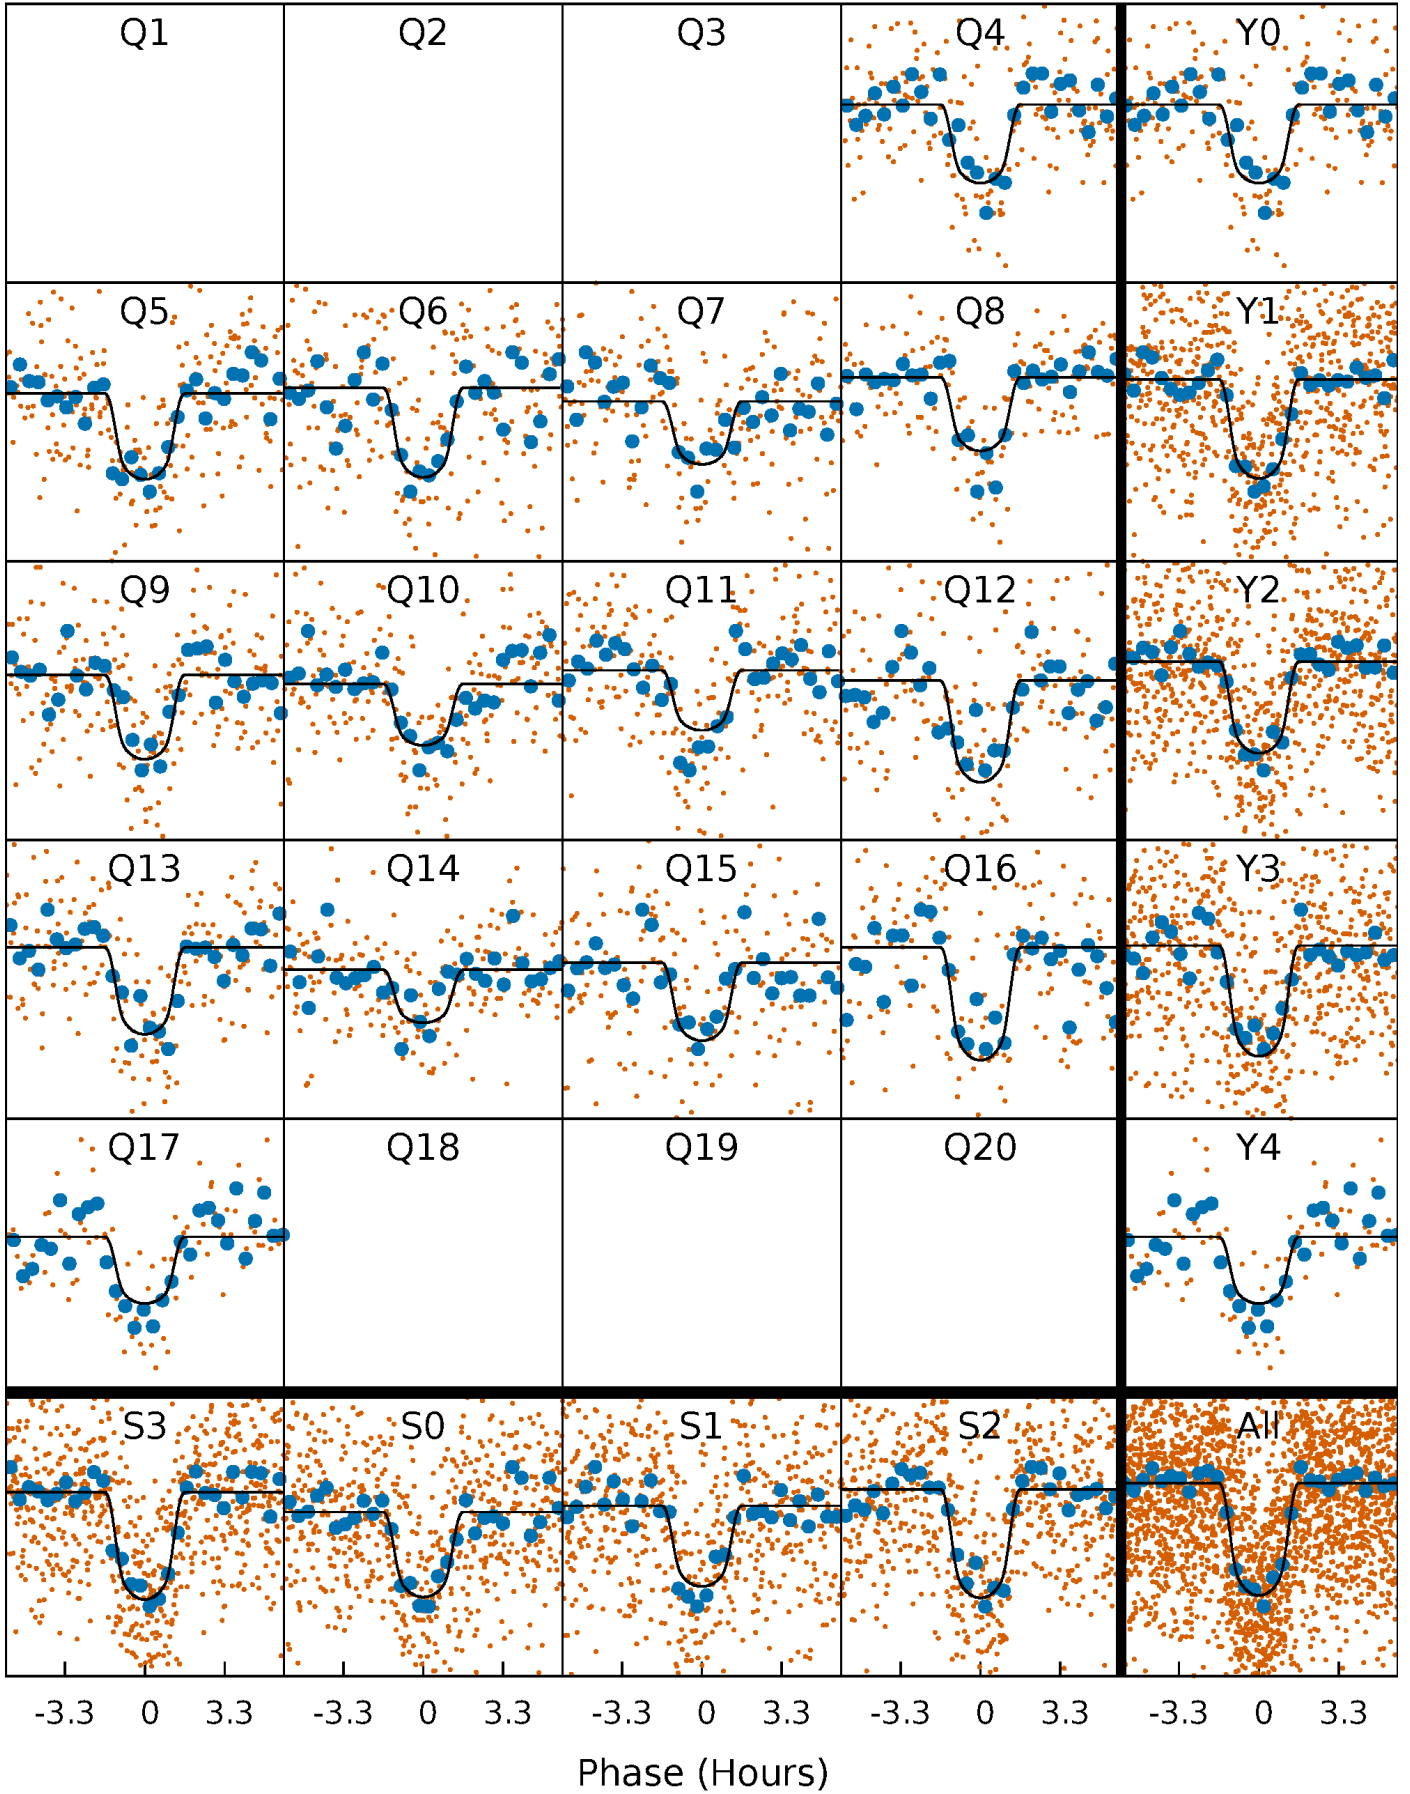 Q1 Q2 Q3 Q4 Y0
Q5 Q6 Q7 Q8 Y1
Q9 Q10 Q11 Q12 Y2
Q13 Q14 Q15 Q16 Y3
Q17 Q18 Q19 Q20 Y4
S3 S0 S1 S2 All
-3.3 0 3.3 -3.3 0 3.3 -3.3 0 3.3 -3.3 0 3.3 -3.3 0 3.3
Phase (Hours)